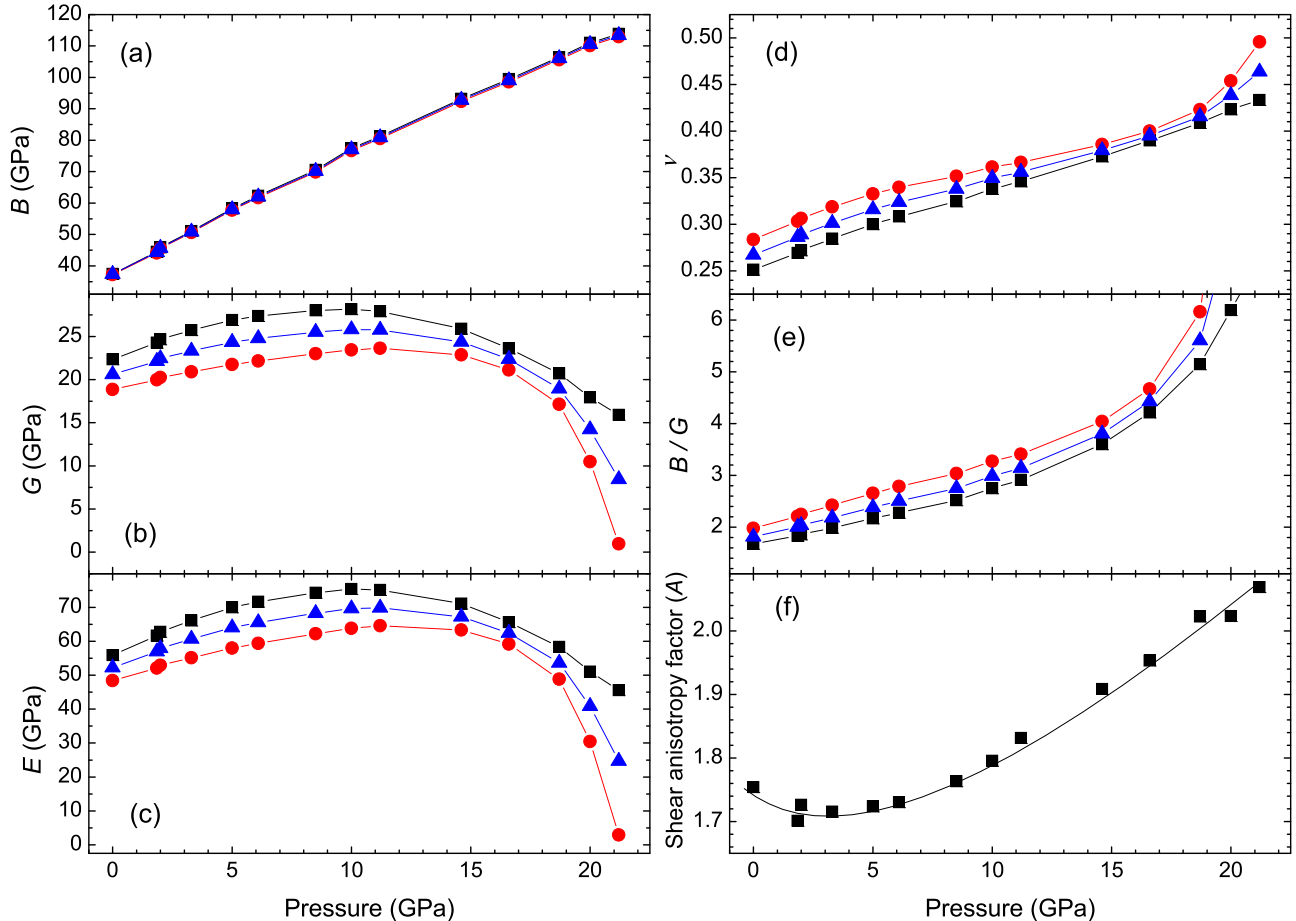 110
100
90
80
70
60
50
40
B (GPa)
(a)
25
20
15
10
5
0
G (GPa)
(b)
70
60
50
40
30
20
10
0
E (GPa)
(c)
0 5 10 15 20
Pressure (GPa)
0.50
0.45
0.40
0.35
0.30
0.25
ν
(d)
6
5
4
3
2
B / G
(e)
2.0
1.9
1.8
1.7
Shear anisotropy factor (A)
(f)
0 5 10 15 20
Pressure (GPa)